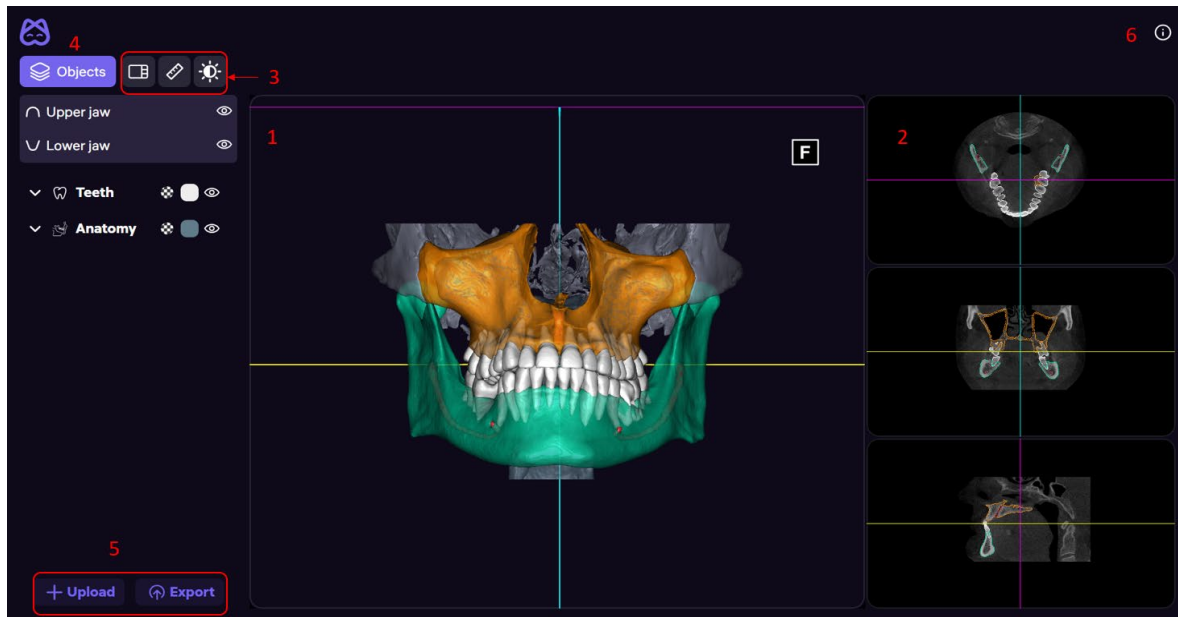 4
6
Objects
3
Upper jaw
1
F
2
Lower jaw
Teeth
Anatomy
5
Upload
Export